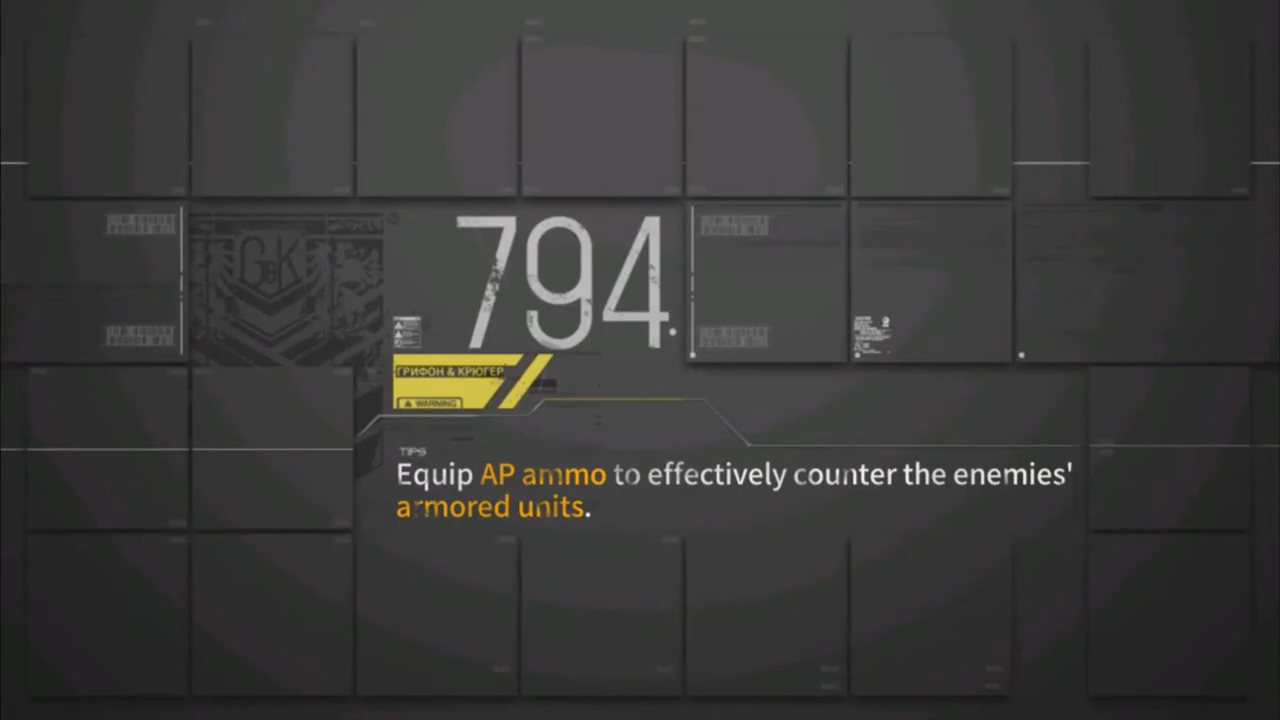 G&K
794.
ГРИФОН & КРЮГЕР
WARNING
TIPS
Equip AP ammo to effectively counter the enemies'
armored units.